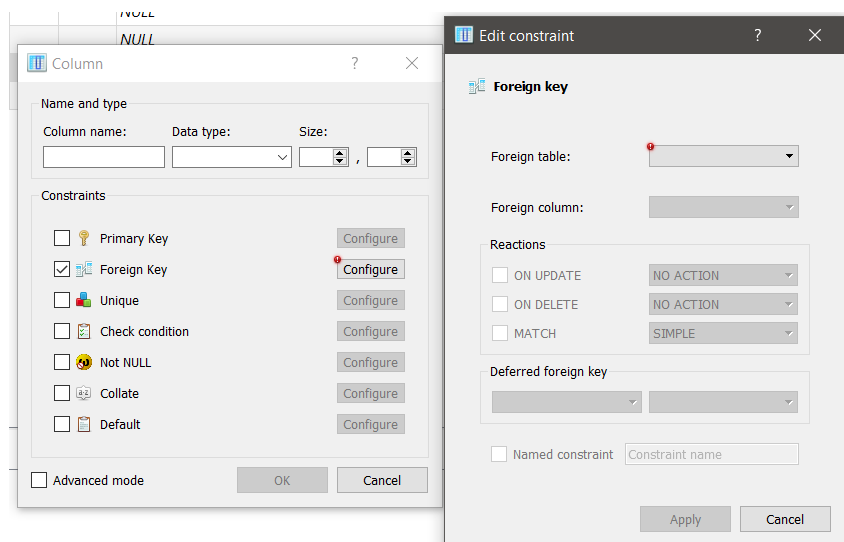 NULL
NULL
Column
?
Name and type
Column name: Data type: Size:
,
Constraints
Primary Key Configure
Foreign Key Configure
Unique Configure
Check condition Configure
Not NULL Configure
Collate Configure
Default Configure
Advanced mode OK Cancel
Edit constraint ?
Foreign key
Foreign table:
Foreign column:
Reactions
ON UPDATE NO ACTION
ON DELETE NO ACTION
MATCH SIMPLE
Deferred foreign key
Named constraint Constraint name
Apply Cancel